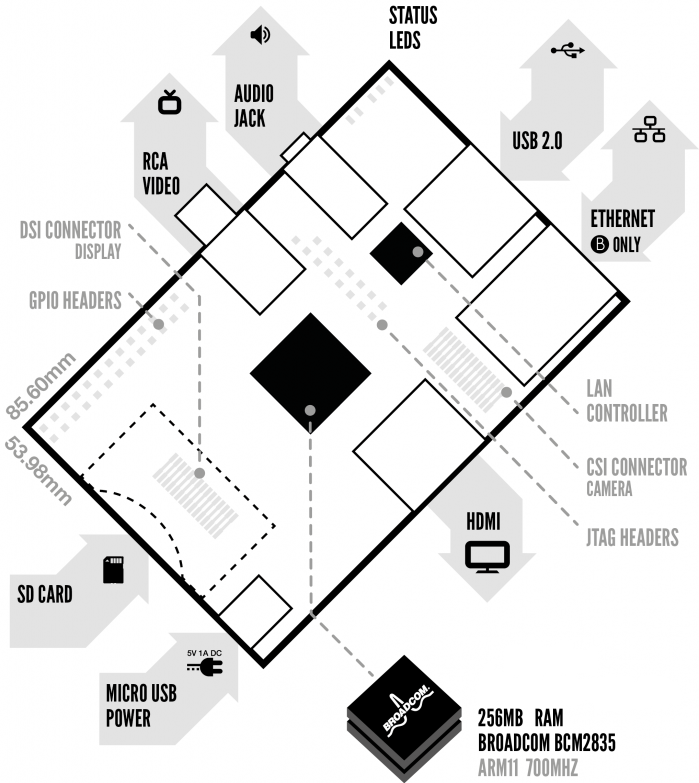 STATUS
LEDS
AUDIO
JACK
USB 2.0
RCA
VIDEO
ETHERNET
B ONLY
DSI CONNECTOR
DISPLAY
GPIO HEADERS
85.60mm
53.98mm
LAN
CONTROLLER
CSI CONNECTOR
CAMERA
JTAG HEADERS
HDMI
SD CARD
5V 1A DC
MICRO USB
POWER
BROADCOM.
256MB RAM
BROADCOM BCM2835
ARM11 700MHZ